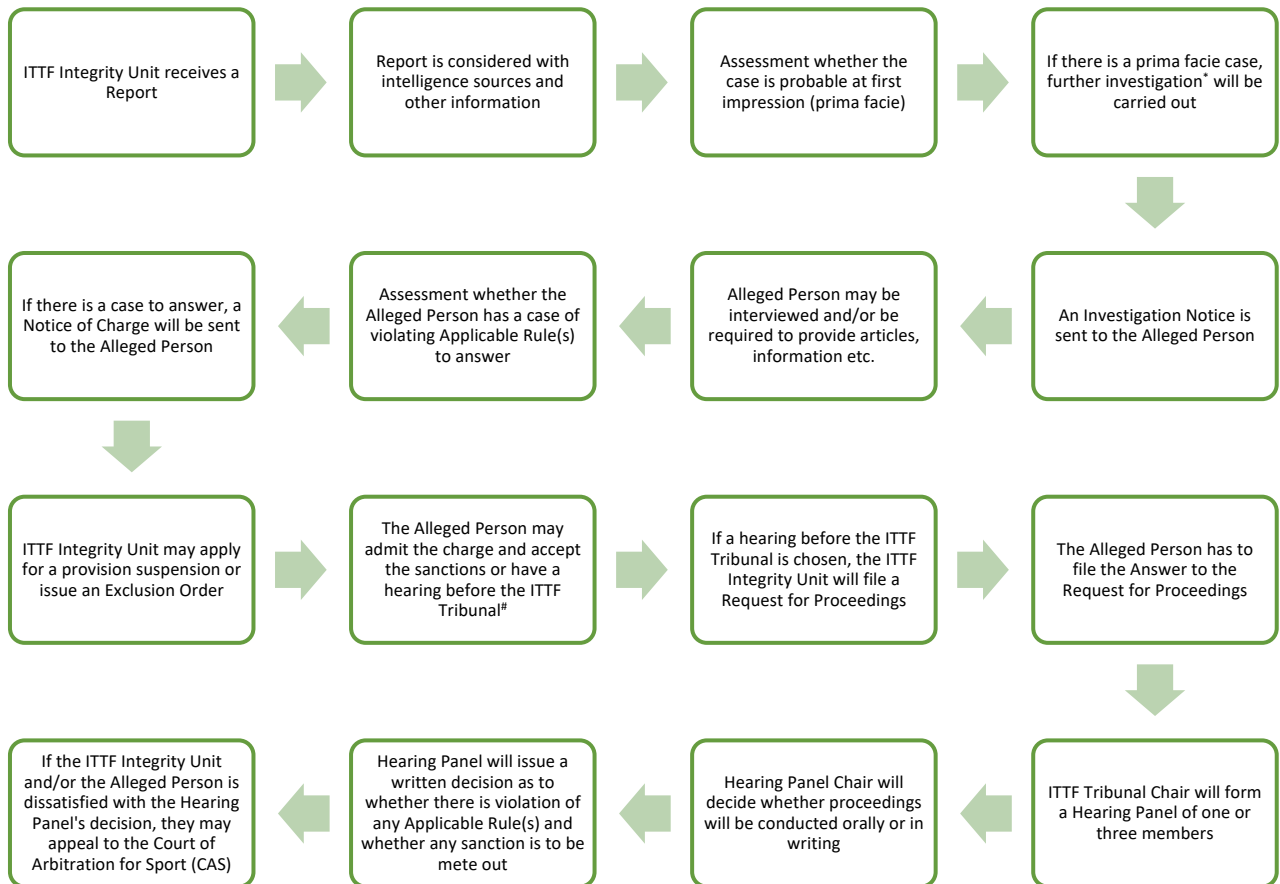 ITTF Integrity Unit receives a
Report
Report is considered with
intelligence sources and
other information
Assessment whether the
case is probable at first
impression (prima facie)
If there is a prima facie case,
further investigation* will be
carried out
An Investigation Notice is
sent to the Alleged Person
Alleged Person may be
interviewed and/or be
required to provide articles,
information etc.
Assessment whether the
Alleged Person has a case of
violating Applicable Rule(s)
to answer
If there is a case to answer, a
Notice of Charge will be sent
to the Alleged Person
ITTF Integrity Unit may apply
for a provision suspension or
issue an Exclusion Order
The Alleged Person may
admit the charge and accept
the sanctions or have a
hearing before the ITTF
Tribunal#
If a hearing before the ITTF
Tribunal is chosen, the ITTF
Integrity Unit will file a
Request for Proceedings
The Alleged Person has to
file the Answer to the
Request for Proceedings
ITTF Tribunal Chair will form
a Hearing Panel of one or
three members
Hearing Panel Chair will
decide whether proceedings
will be conducted orally or in
writing
Hearing Panel will issue a
written decision as to
whether there is violation of
any Applicable Rule(s) and
whether any sanction is to be
mete out
If the ITTF Integrity Unit
and/or the Alleged Person is
dissatisfied with the Hearing
Panel's decision, they may
appeal to the Court of
Arbitration for Sport (CAS)